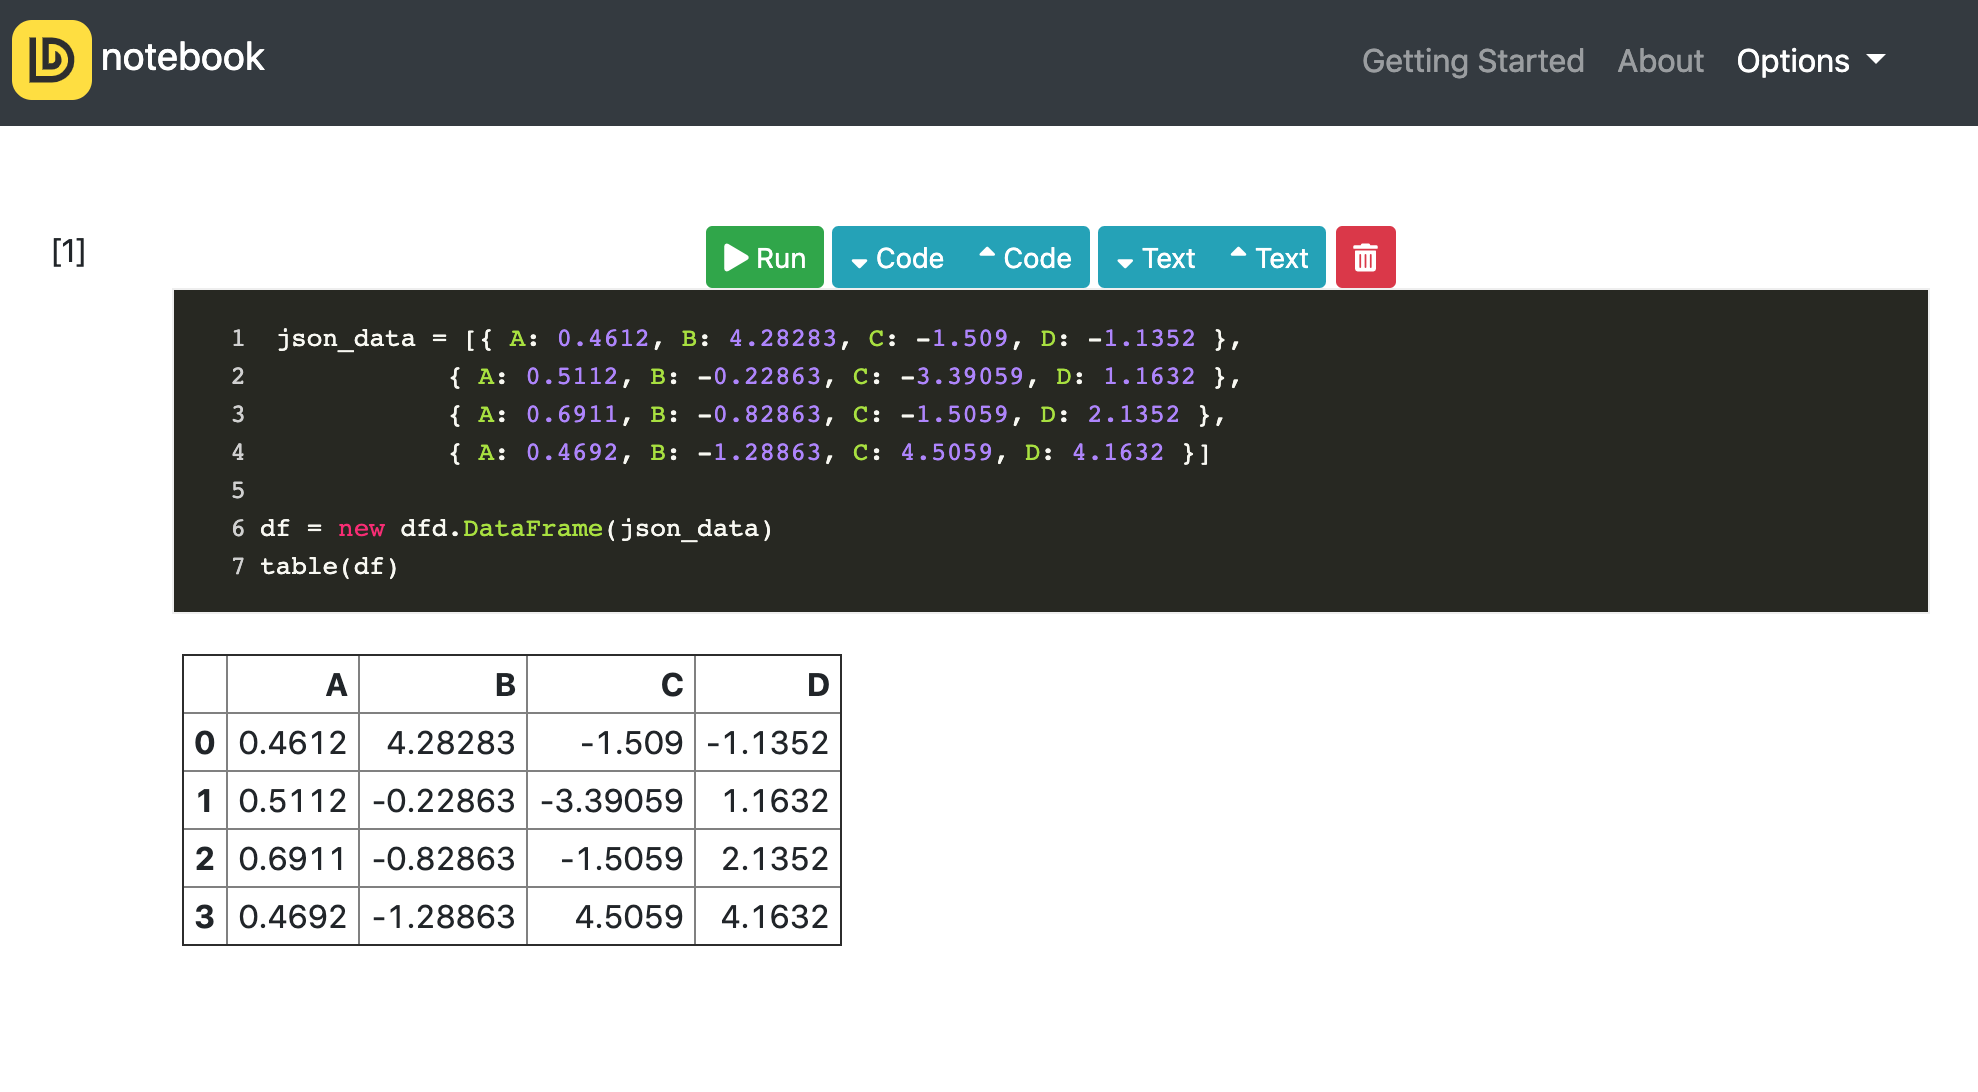 notebook
Getting Started About Options
[1]
Run Code Code Text Text
1 json_data = [{ A: 0.4612, B: 4.28283, C: -1.509, D: -1.1352 },
2 { A: 0.5112, B: -0.22863, C: -3.39059, D: 1.1632 },
3 { A: 0.6911, B: -0.82863, C: -1.5059, D: 2.1352 },
4 { A: 0.4692, B: -1.28863, C: 4.5059, D: 4.1632 }]
5
6 df = new dfd.DataFrame(json_data)
7 table(df)
A B C D
0 0.4612 4.28283 -1.509 -1.1352
1 0.5112 -0.22863 -3.39059 1.1632
2 0.6911 -0.82863 -1.5059 2.1352
3 0.4692 -1.28863 4.5059 4.1632